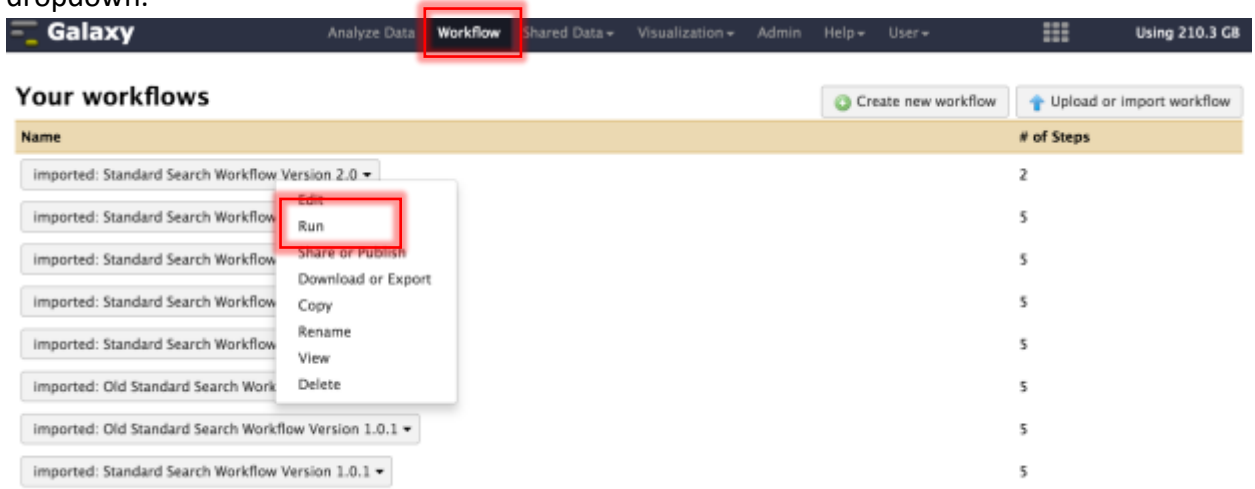 dropdown.
Galaxy Analyze Data Workflow Shared Data Visualization Admin Help User Using 210.3 GB
Your workflows Create new workflow Upload or import workflow
Name # of Steps
imported: Standard Search Workflow Version 2.0 2
Edit
imported: Standard Search Workflow 5
Run
Share or Publish
imported: Standard Search Workflow 5
Download or Export
imported: Standard Search Workflow Copy 5
Rename
imported: Standard Search Workflow 5
View
imported: Old Standard Search Work Delete 5
imported: Old Standard Search Workflow Version 1.0.1 5
imported: Standard Search Workflow Version 1.0.1 5